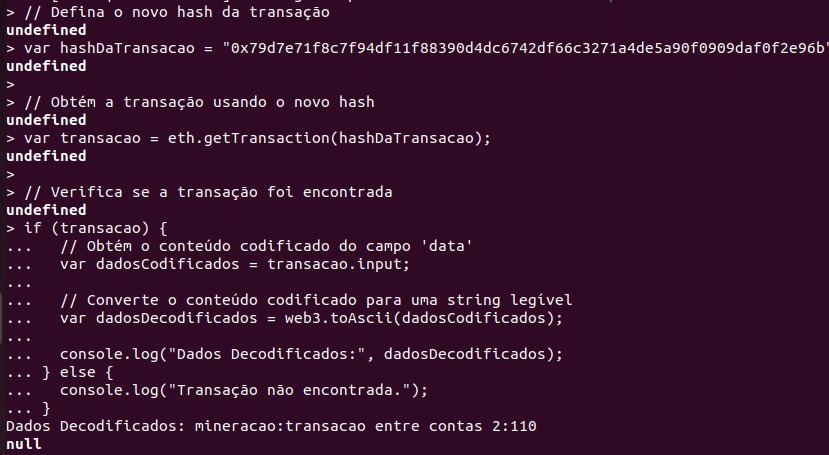 > // Defina o novo hash da transação
undefined
> var hashDaTransacao = "0x79d7e71f8c7f94df11f88390d4dc6742df66c3271a4de5a90f0909daf0f2e96b"
undefined
>
> // Obtém a transação usando o novo hash
undefined
> var transacao = eth.getTransaction(hashDaTransacao);
undefined
>
> // Verifica se a transação foi encontrada
undefined
> if (transacao) {
...   // Obtém o conteúdo codificado do campo 'data'
...   var dadosCodificados = transacao.input;
...
...   // Converte o conteúdo codificado para uma string legível
...   var dadosDecodificados = web3.toAscii(dadosCodificados);
...
...   console.log("Dados Decodificados:", dadosDecodificados);
... } else {
...   console.log("Transação não encontrada.");
... }
Dados Decodificados: mineracao:transacao entre contas 2:110
null